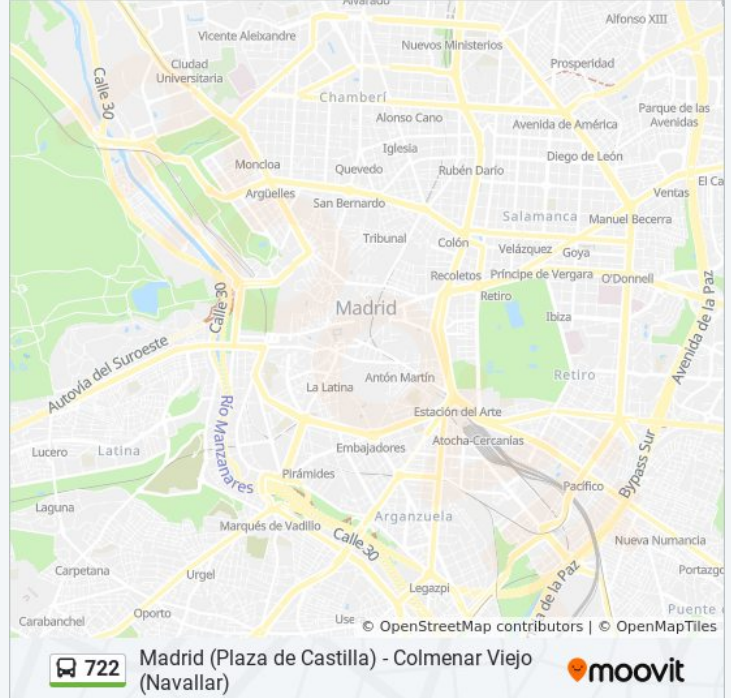 Alvarado
Alfonso XIII
Vicente Aleixandre
Nuevos Ministerios
Ciudad
Universitaria
Prosperidad
Calle 30
Chamberí
Parque de las
Avenidas
Alonso Cano
Avenida de América
Iglesia
Diego de León
Moncloa
Quevedo
Rubén Darío
El Ca
Argüelles
Ventas
San Bernardo
Salamanca
Manuel Becerra
Tribunal
Colón
Velázquez
Goya
Recoletos
Príncipe de Vergara
O'Donnell
Calle 30
Retiro
Madrid
Ibiza
Avenida de la Paz
Autovía del Suroeste
Retiro
La Latina
Antón Martín
Estación del Arte
Río Manzanares
Lucero
Latina
Embajadores
Atocha-Cercanías
Bypass Sur
Pirámides
Pacífico
Laguna
Marqués de Vadillo
Arganzuela
Calle 30
Nueva Numancia
Carpetana
Urgel
Portazgo
Legazpi
a de la Paz
Oporto
Puente
Carabanchel
Use
© OpenStreetMap contributors | © OpenMapTiles
722
Madrid (Plaza de Castilla) - Colmenar Viejo
(Navallar)
moovit